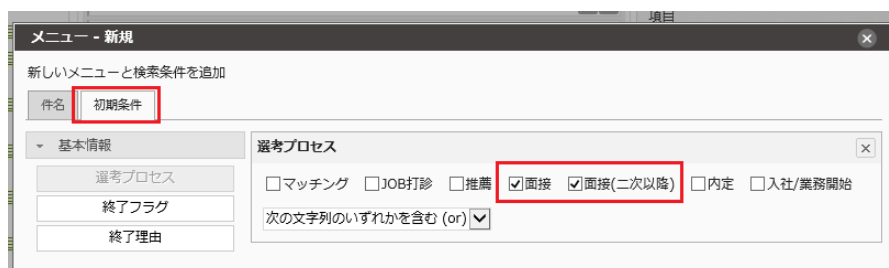 項目
メニュー - 新規
新しいメニューと検索条件を追加
件名 初期条件
基本情報
選考プロセス
終了フラグ
終了理由
選考プロセス
マッチング JOB打診 推薦 面接 面接(二次以降) 内定 入社/業務開始
次の文字列のいずれかを含む (or)